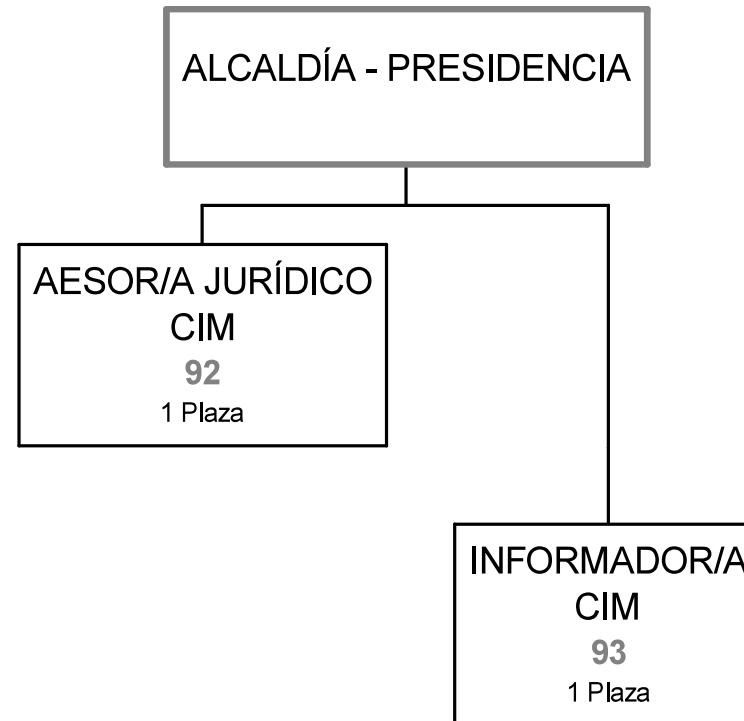 ALCALDÍA - PRESIDENCIA
AESOR/A JURÍDICO
CIM
92
1 Plaza
INFORMADOR/A
CIM
93
1 Plaza